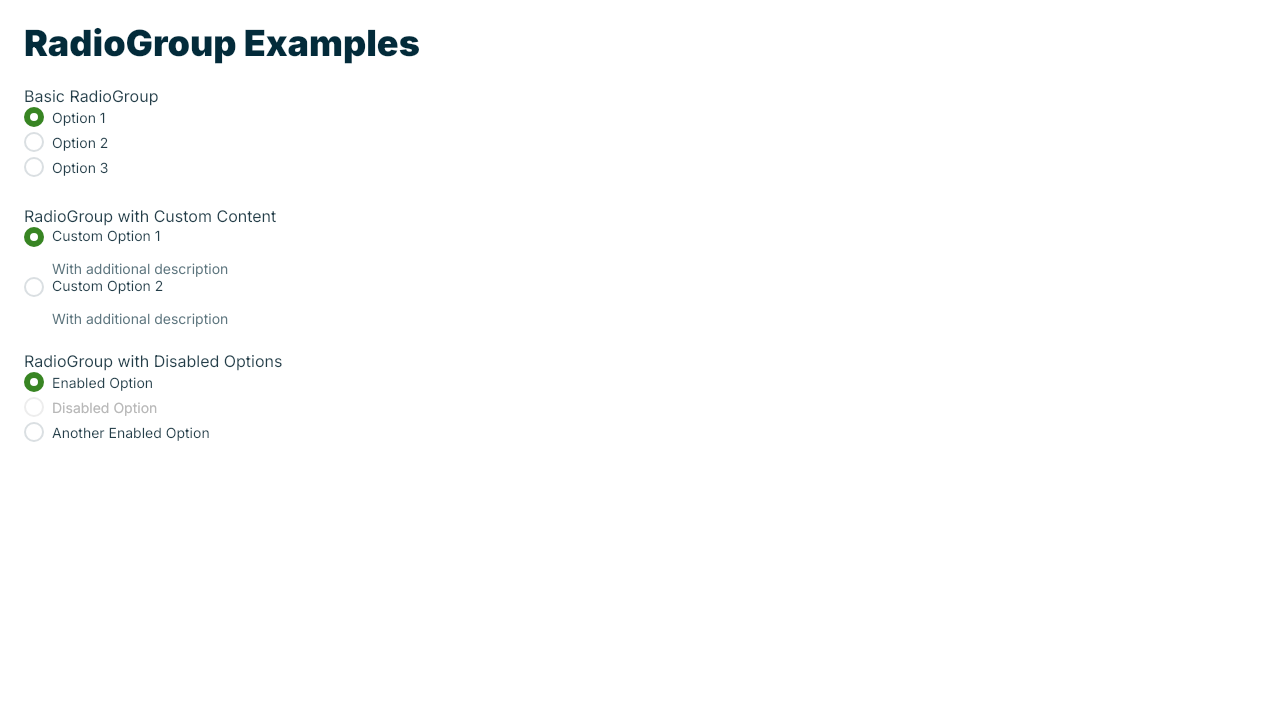 RadioGroup Examples
Basic RadioGroup
Option 1
Option 2
Option 3
RadioGroup with Custom Content
Custom Option 1
With additional description
Custom Option 2
With additional description
RadioGroup with Disabled Options
Enabled Option
Disabled Option
Another Enabled Option